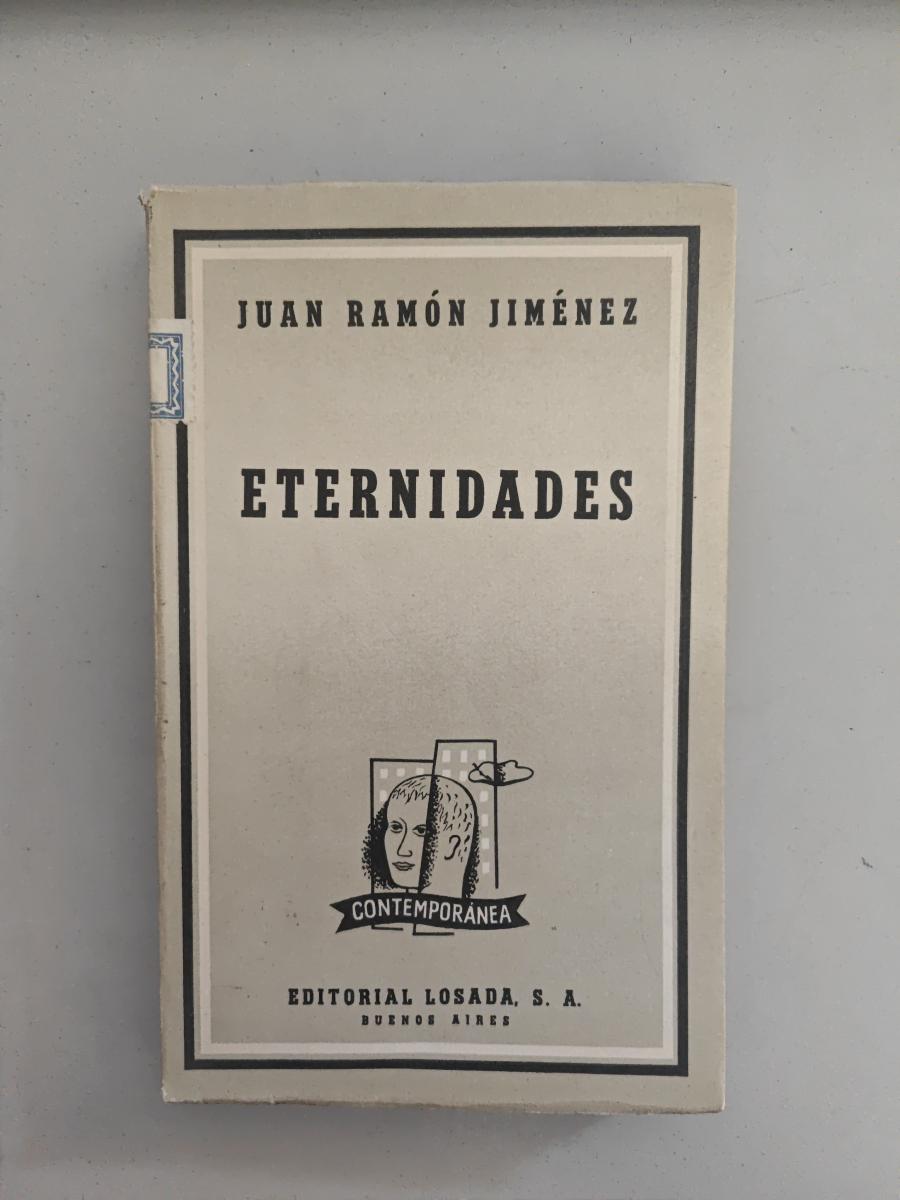 JUAN RAMÓN JIMÉNEZ
ETERNIDADES
CONTEMPORÁNEA
EDITORIAL LOSADA, S. A.
BUENOS AIRES